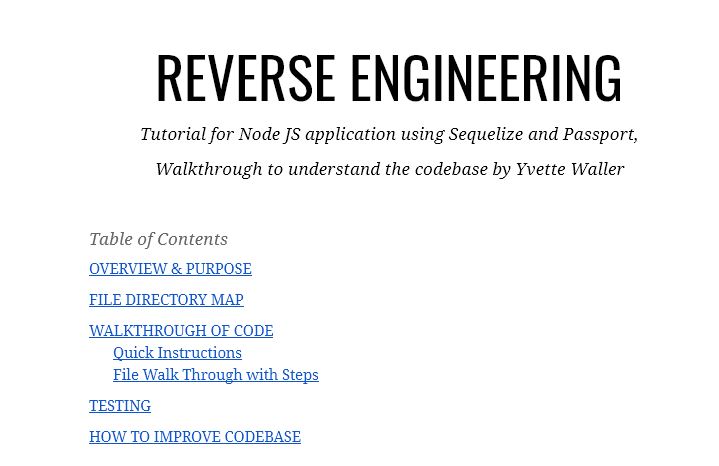 REVERSE ENGINEERING
Tutorial for Node JS application using Sequelize and Passport,
Walkthrough to understand the codebase by Yvette Waller
Table of Contents
OVERVIEW & PURPOSE
FILE DIRECTORY MAP
WALKTHROUGH OF CODE
Quick Instructions
File Walk Through with Steps
TESTING
HOW TO IMPROVE CODEBASE